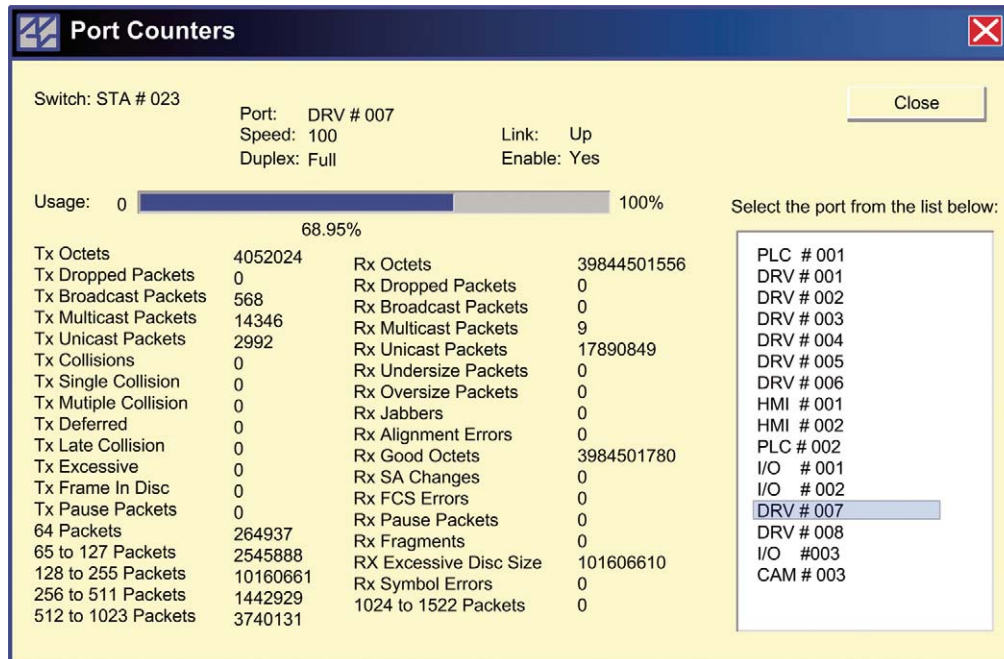 Port Counters
Switch: STA # 023
Close
Port: DRV # 007
Speed: 100
Link: Up
Duplex: Full
Enable: Yes
Usage: 0 100%
68.95%
Tx Octets 4052024
Tx Dropped Packets 0
Tx Broadcast Packets 568
Tx Multicast Packets 14346
Tx Unicast Packets 2992
Tx Collisions 0
Tx Single Collision 0
Tx Mutiple Collision 0
Tx Deferred 0
Tx Late Collision 0
Tx Excessive 0
Tx Frame In Disc 0
Tx Pause Packets 0
64 Packets 264937
65 to 127 Packets 2545888
128 to 255 Packets 10160661
256 to 511 Packets 1442929
512 to 1023 Packets 3740131
Rx Octets 39844501556
Rx Dropped Packets 0
Rx Broadcast Packets 0
Rx Multicast Packets 9
Rx Unicast Packets 17890849
Rx Undersize Packets 0
Rx Oversize Packets 0
Rx Jabbers 0
Rx Alignment Errors 0
Rx Good Octets 3984501780
Rx SA Changes 0
Rx FCS Errors 0
Rx Pause Packets 0
Rx Fragments 0
RX Excessive Disc Size 101606610
Rx Symbol Errors 0
1024 to 1522 Packets 0
Select the port from the list below:
PLC # 001
DRV # 001
DRV # 002
DRV # 003
DRV # 004
DRV # 005
DRV # 006
HMI # 001
HMI # 002
PLC # 002
I/O # 001
I/O # 002
DRV # 007
DRV # 008
I/O #003
CAM # 003